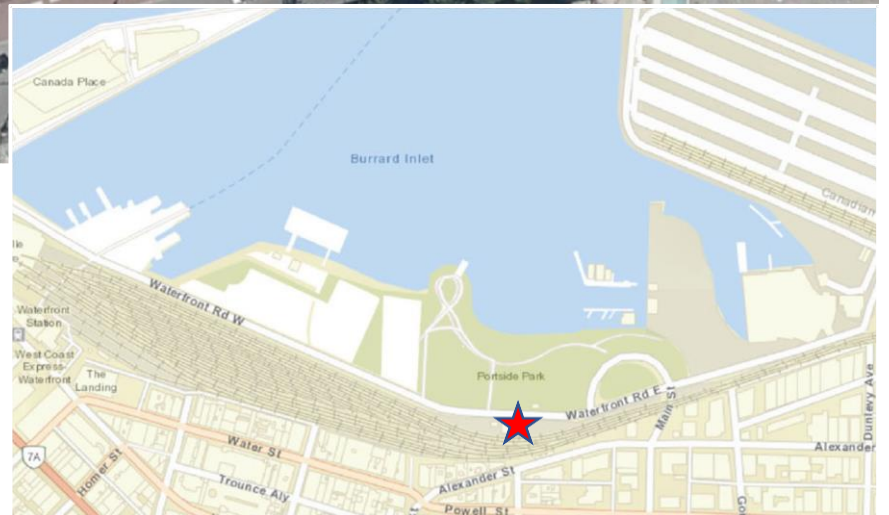 Canada Place
Burrard Inlet
Canadian
Waterfront Rd W
Waterfront
Station
West Coast
Express-
Waterfront
The
Landing
Portside Park
Waterfront Rd E
Main St
Dunlevy Ave
7A
Homer St
Water St
Trounce Aly
Alexander St
Alexander
Powell St